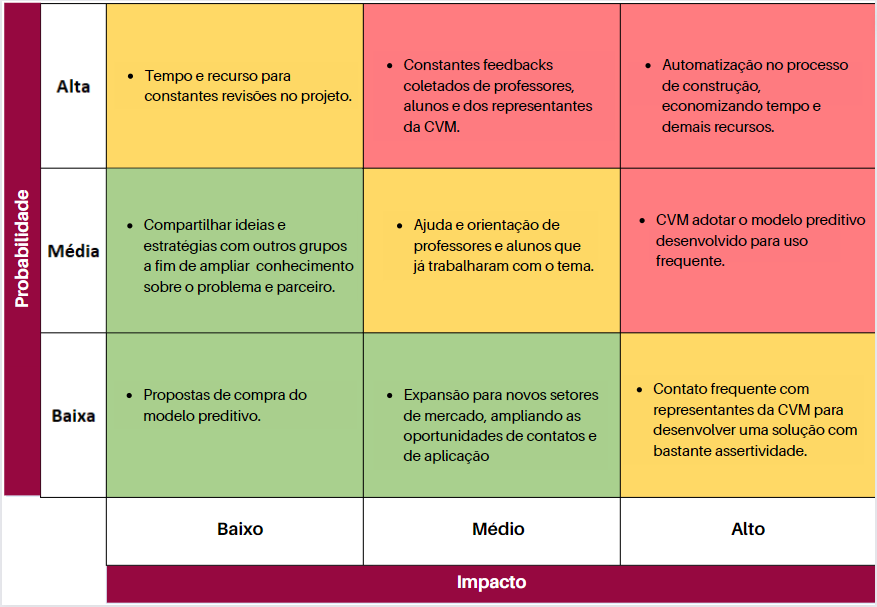 Probabilidade
Alta
Tempo e recurso para
constantes revisões no projeto.
Constantes feedbacks
coletados de professores,
alunos e dos representantes
da CVM.
Automatização no processo
de construção,
economizando tempo e
demais recursos.
Média
Compartilhar ideias e
estratégias com outros grupos
a fim de ampliar conhecimento
sobre o problema e parceiro.
Ajuda e orientação de
professores e alunos que
já trabalharam com o tema.
CVM adotar o modelo preditivo
desenvolvido para uso
frequente.
Baixa
Propostas de compra do
modelo preditivo.
Expansão para novos setores
de mercado, ampliando as
oportunidades de contatos e
de aplicação
Contato frequente com
representantes da CVM para
desenvolver uma solução com
bastante assertividade.
Baixo
Médio
Alto
Impacto